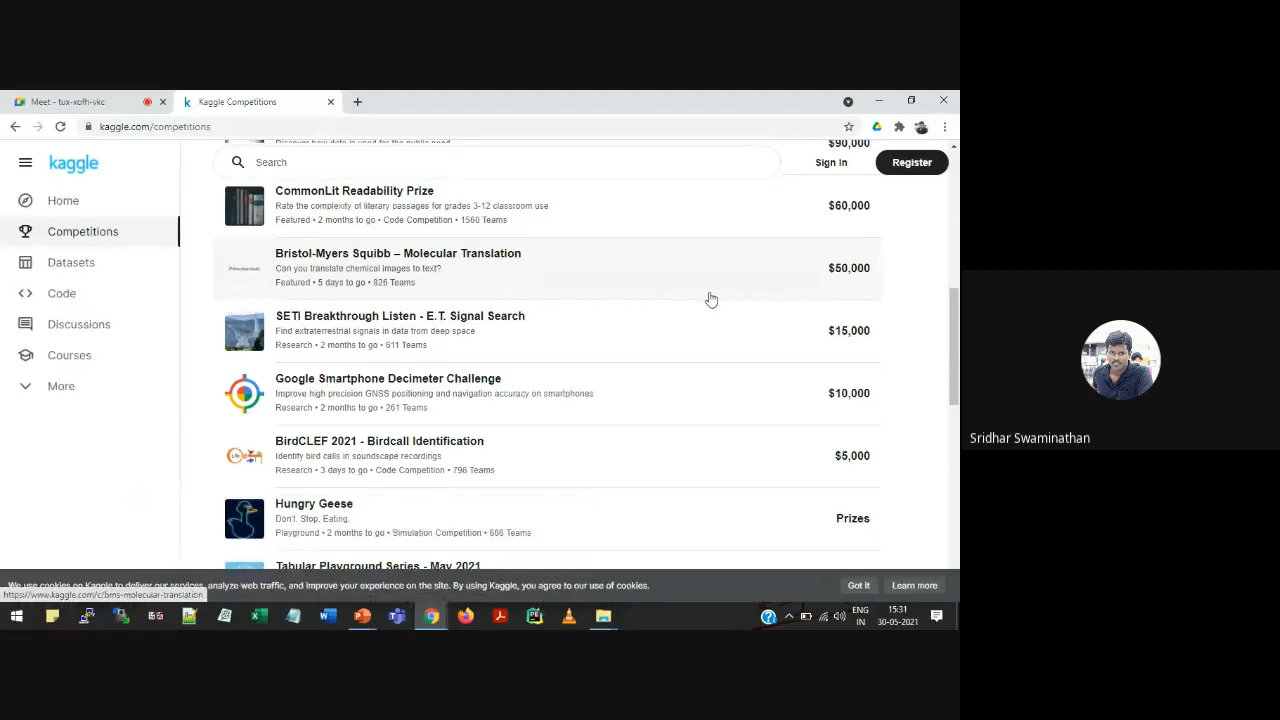 Meet - tux-xofh-vkc
Kaggle Competitions
kaggle.com/competitions
kaggle
Search
Sign In
Register
Discover how data is used for the public good
$90,000
Home
Competitions
Datasets
Code
Discussions
Courses
More
CommonLit Readability Prize
Rate the complexity of literary passages for grades 3-12 classroom use
Featured • 2 months to go • Code Competition • 1560 Teams
$60,000
Bristol-Myers Squibb – Molecular Translation
Can you translate chemical images to text?
Featured • 5 days to go • 826 Teams
$50,000
SETI Breakthrough Listen - E.T. Signal Search
Find extraterrestrial signals in data from deep space
Research • 2 months to go • 611 Teams
$15,000
Google Smartphone Decimeter Challenge
Improve high precision GNSS positioning and navigation accuracy on smartphones
Research • 2 months to go • 261 Teams
$10,000
BirdCLEF 2021 - Birdcall Identification
Identify bird calls in soundscape recordings
Research • 3 days to go • Code Competition • 796 Teams
$5,000
Hungry Geese
Don't. Stop. Eating.
Playground • 2 months to go • Simulation Competition • 666 Teams
Prizes
Tabular Playground Series - May 2021
We use cookies on Kaggle to deliver our services, analyze web traffic, and improve your experience on the site. By using Kaggle, you agree to our use of cookies.
Got it
Learn more
https://www.kaggle.com/c/bms-molecular-translation
ENG
IN
15:31
30-05-2021
Sridhar Swaminathan